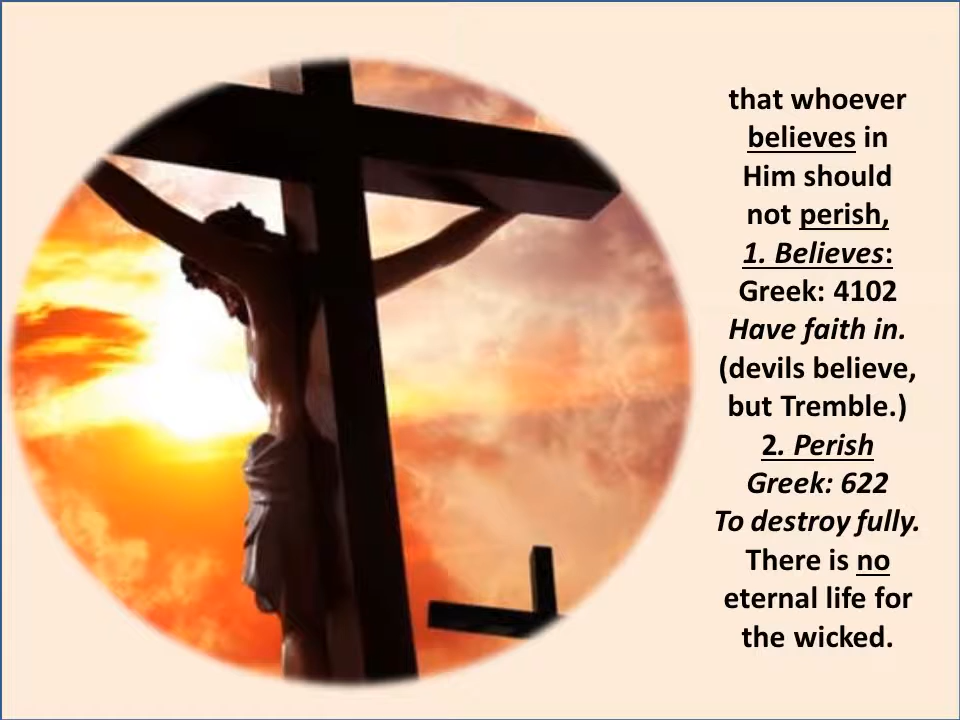 that whoever
believes in
Him should
not perish,
1. Believes:
Greek: 4102
Have faith in.
(devils believe,
but Tremble.)
2. Perish
Greek: 622
To destroy fully.
There is no
eternal life for
the wicked.